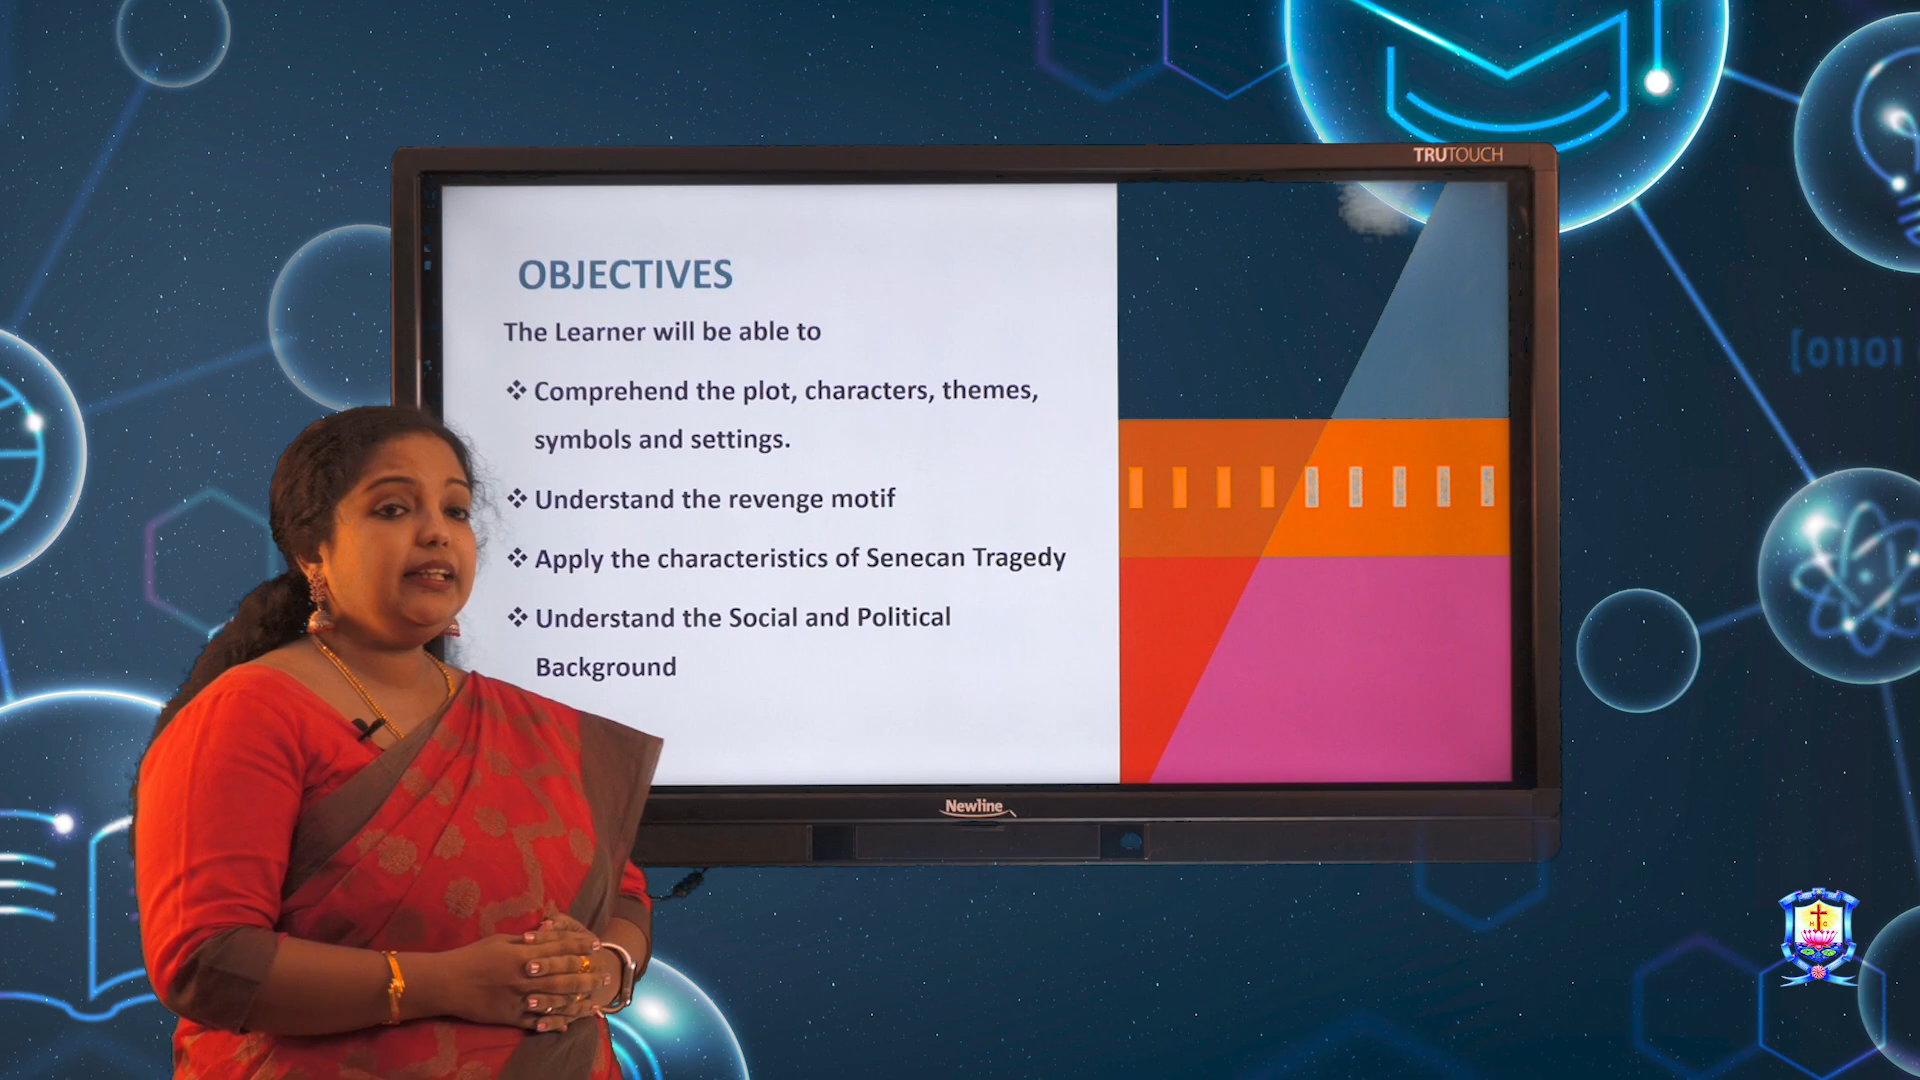 TRUTOUCH
OBJECTIVES
The Learner will be able to
❖ Comprehend the plot, characters, themes,
symbols and settings.
❖ Understand the revenge motif
❖ Apply the characteristics of Senecan Tragedy
❖ Understand the Social and Political
Background
[01101
Newline
H C